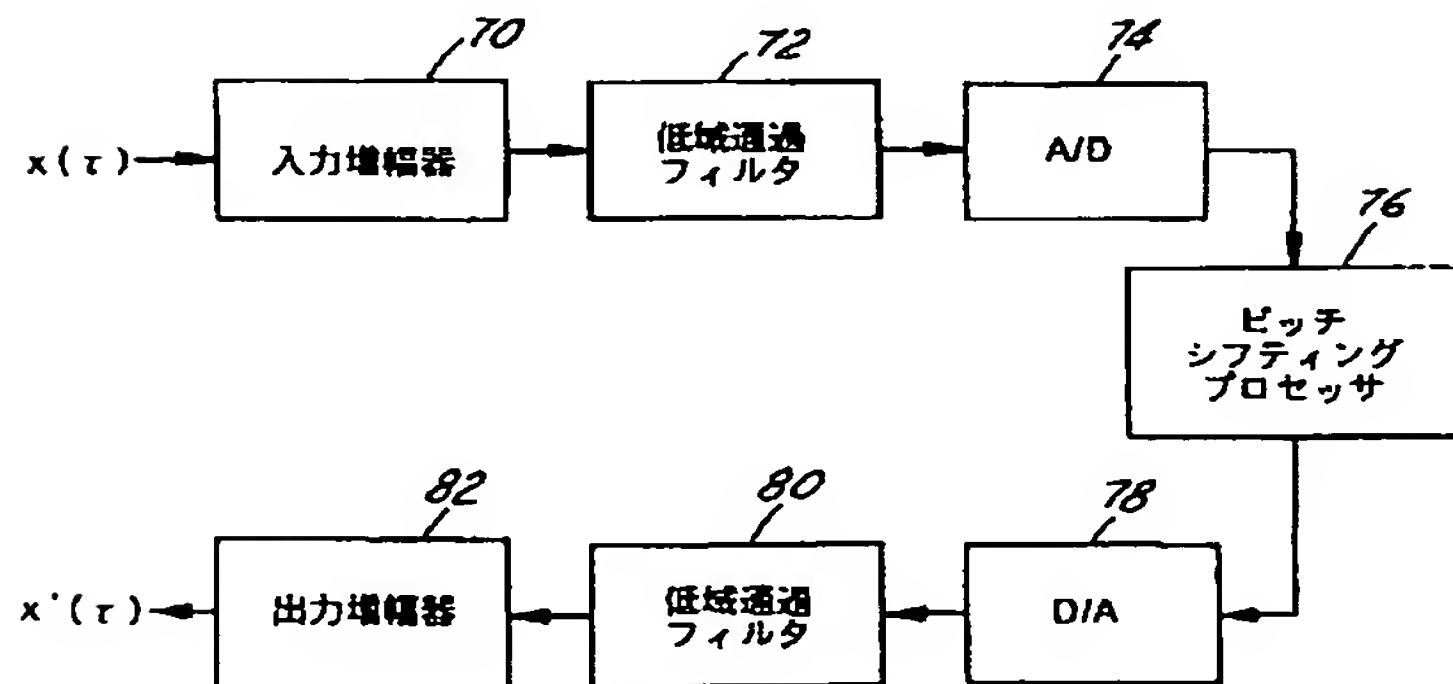 70
72
74
x(τ)
入力増幅器
低域通過
フィルタ
A/D
76
ピッチ
シフティング
プロセッサ
82
80
78
x'(τ)
出力増幅器
低域通過
フィルタ
D/A